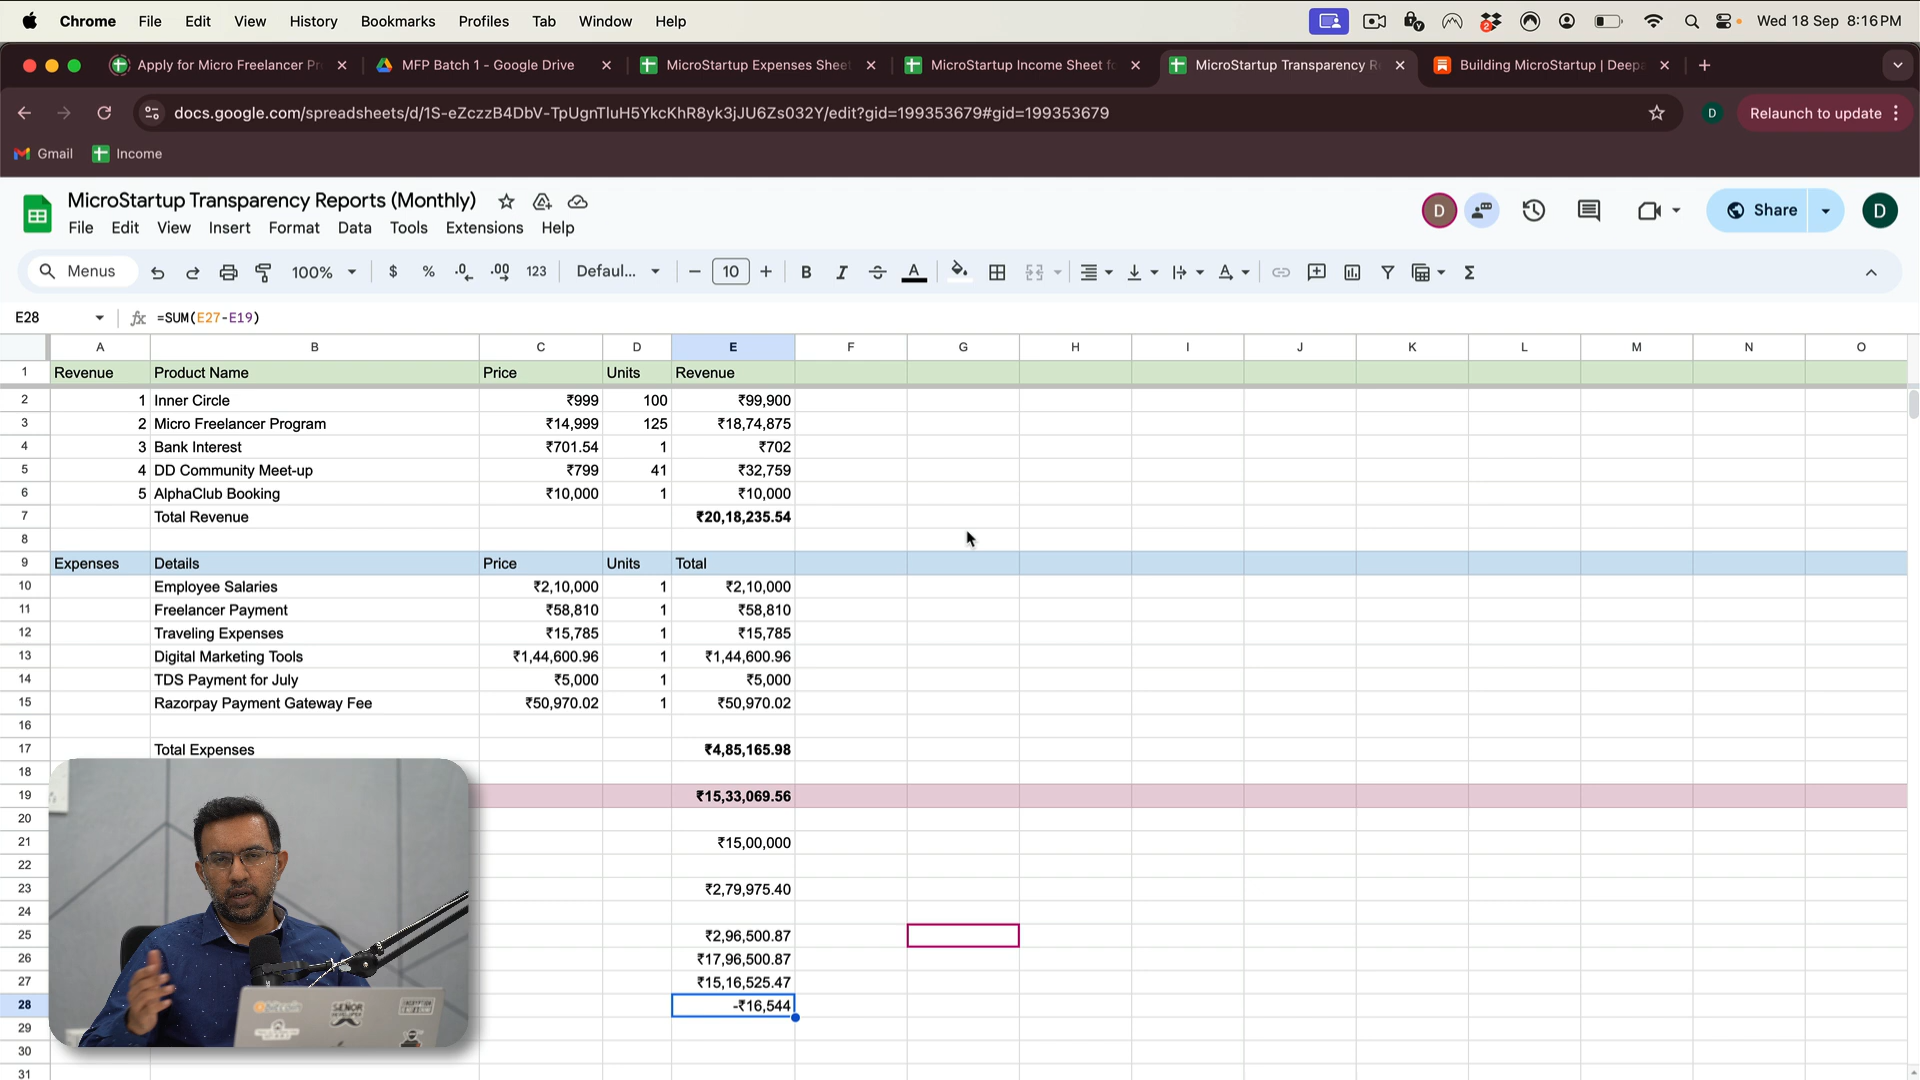 Chrome File Edit View History Bookmarks Profiles Tab Window Help Wed 18 Sep 8:16 PM
Apply for Micro Freelancer Pr MFP Batch 1 - Google Drive MicroStartup Expenses Sheet MicroStartup Income Sheet fo MicroStartup Transparency R Building MicroStartup | Deepa
docs.google.com/spreadsheets/d/1S-eZczzB4DbV-TpUgnTluH5YkcKhR8yk3jJU6Zs032Y/edit?gid=199353679#gid=199353679 D Relaunch to update
Gmail Income
MicroStartup Transparency Reports (Monthly)
File Edit View Insert Format Data Tools Extensions Help D Share D
Menus 100% $ % .0 .00 123 Defaul... 10 B I A
E28 fx =SUM(E27-E19)
A B C D E F G H I J K L M N O
1 Revenue Product Name Price Units Revenue
2 1 Inner Circle ₹999 100 ₹99,900
3 2 Micro Freelancer Program ₹14,999 125 ₹18,74,875
4 3 Bank Interest ₹701.54 1 ₹702
5 4 DD Community Meet-up ₹799 41 ₹32,759
6 5 AlphaClub Booking ₹10,000 1 ₹10,000
7 Total Revenue ₹20,18,235.54
8
9 Expenses Details Price Units Total
10 Employee Salaries ₹2,10,000 1 ₹2,10,000
11 Freelancer Payment ₹58,810 1 ₹58,810
12 Traveling Expenses ₹15,785 1 ₹15,785
13 Digital Marketing Tools ₹1,44,600.96 1 ₹1,44,600.96
14 TDS Payment for July ₹5,000 1 ₹5,000
15 Razorpay Payment Gateway Fee ₹50,970.02 1 ₹50,970.02
16
17 Total Expenses ₹4,85,165.98
18
19 ₹15,33,069.56
20
21 ₹15,00,000
22
23 ₹2,79,975.40
24
25 ₹2,96,500.87
26 ₹17,96,500.87
27 ₹15,16,525.47
28 -₹16,544
29
30
31
bitcoin
SEÑOR